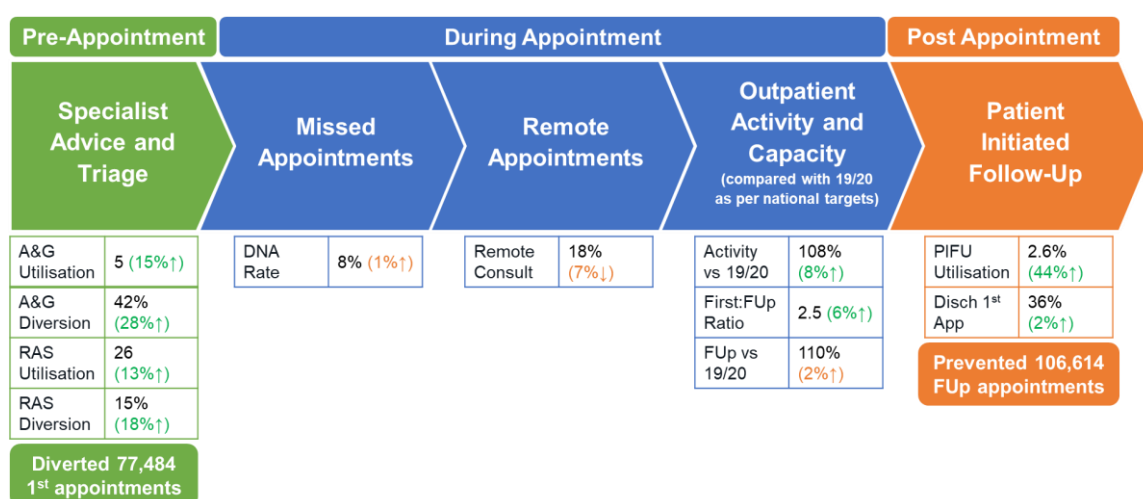 Pre-Appointment
During Appointment
Post Appointment
Specialist
Advice and
Triage
Missed
Appointments
Remote
Appointments
Outpatient
Activity and
Capacity
(compared with 19/20
as per national targets)
Patient
Initiated
Follow-Up
A&G
Utilisation
5 (15%↑)
A&G
Diversion
42%
(28%↑)
RAS
Utilisation
26
(13%↑)
RAS
Diversion
15%
(18%↑)
Diverted 77,484
1st appointments
DNA
Rate
8% (1%↑)
Remote
Consult
18%
(7%↓)
Activity
vs 19/20
108%
(8%↑)
First:FUp
Ratio
2.5 (6%↑)
FUp vs
19/20
110%
(2%↑)
PIFU
Utilisation
2.6%
(44%↑)
Disch 1st
App
36%
(2%↑)
Prevented 106,614
FUp appointments